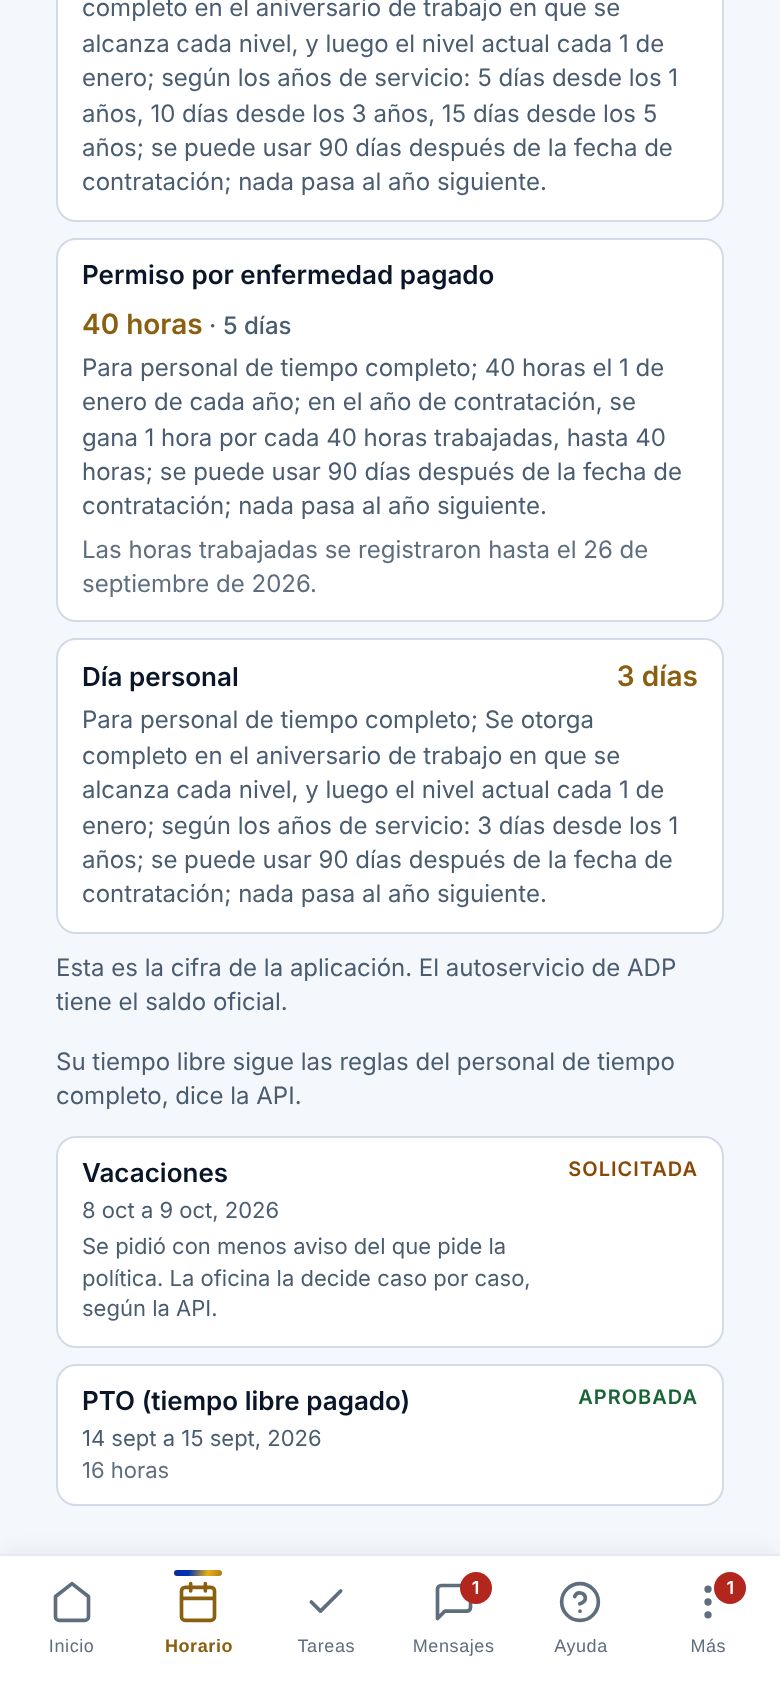 completo en el aniversario de trabajo en que se
alcanza cada nivel, y luego el nivel actual cada 1 de
enero; según los años de servicio: 5 días desde los 1
años, 10 días desde los 3 años, 15 días desde los 5
años; se puede usar 90 días después de la fecha de
contratación; nada pasa al año siguiente.
Permiso por enfermedad pagado
40 horas · 5 días
Para personal de tiempo completo; 40 horas el 1 de
enero de cada año; en el año de contratación, se
gana 1 hora por cada 40 horas trabajadas, hasta 40
horas; se puede usar 90 días después de la fecha de
contratación; nada pasa al año siguiente.
Las horas trabajadas se registraron hasta el 26 de
septiembre de 2026.
Día personal 3 días
Para personal de tiempo completo; Se otorga
completo en el aniversario de trabajo en que se
alcanza cada nivel, y luego el nivel actual cada 1 de
enero; según los años de servicio: 3 días desde los 1
años; se puede usar 90 días después de la fecha de
contratación; nada pasa al año siguiente.
Esta es la cifra de la aplicación. El autoservicio de ADP
tiene el saldo oficial.
Su tiempo libre sigue las reglas del personal de tiempo
completo, dice la API.
Vacaciones SOLICITADA
8 oct a 9 oct, 2026
Se pidió con menos aviso del que pide la
política. La oficina la decide caso por caso,
según la API.
PTO (tiempo libre pagado) APROBADA
14 sept a 15 sept, 2026
16 horas
1 1
Inicio Horario Tareas Mensajes Ayuda Más